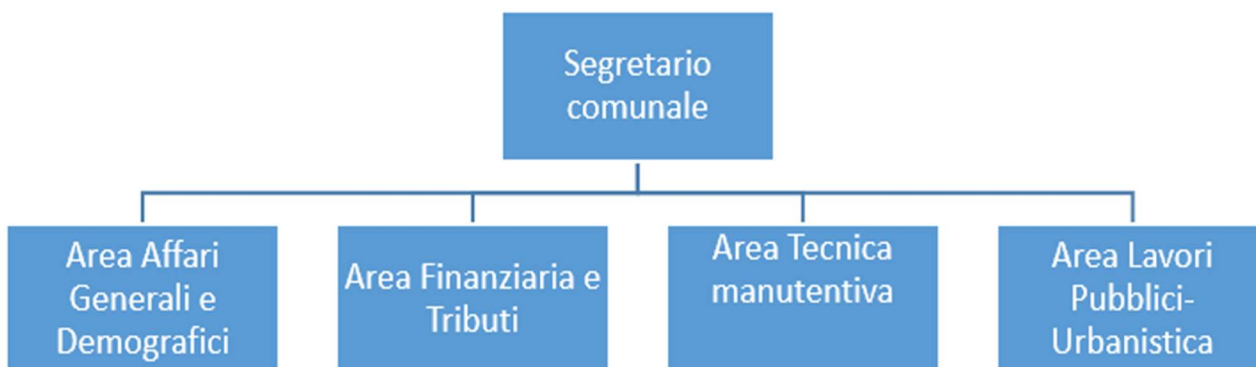 Segretario
comunale
Area Affari
Generali e
Demografici
Area Finanziaria e
Tributi
Area Tecnica
manutentiva
Area Lavori
Pubblici-
Urbanistica